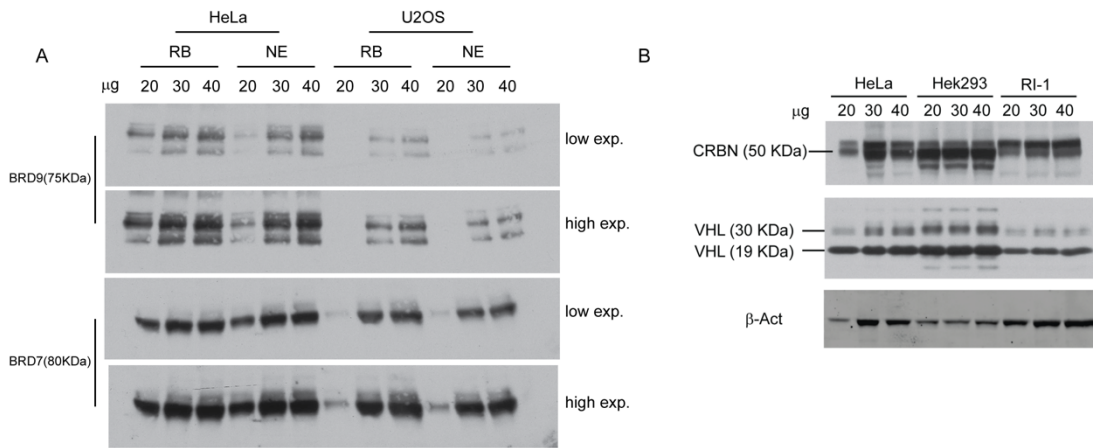 A
HeLa U2OS
RB NE RB NE
µg 20 30 40 20 30 40 20 30 40 20 30 40
BRD9(75KDa)
low exp.
high exp.
BRD7(80KDa)
low exp.
high exp.
B
HeLa Hek293 RI-1
µg 20 30 40 20 30 40 20 30 40
CRBN (50 KDa)
VHL (30 KDa)
VHL (19 KDa)
β-Act